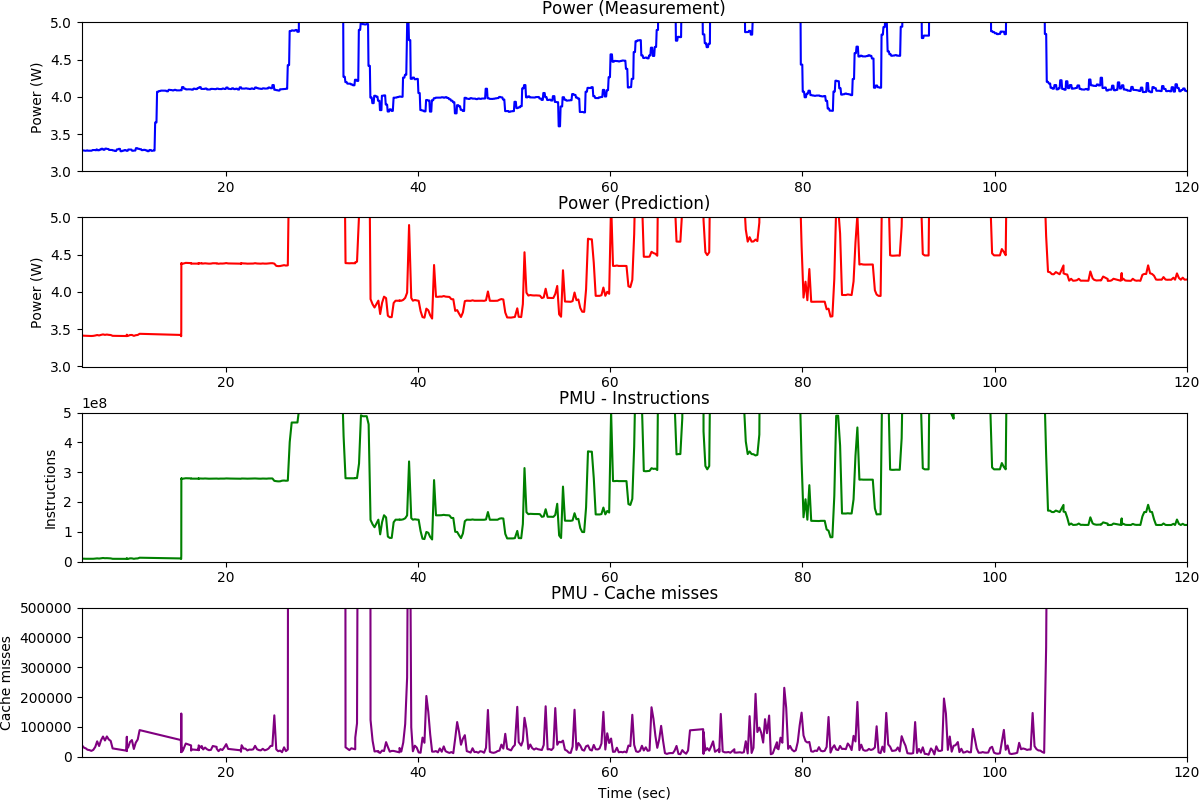 Power (Measurement)
5.0
4.5
4.0
3.5
3.0
Power (W)
20 40 60 80 100 120
Power (Prediction)
5.0
4.5
4.0
3.5
3.0
Power (W)
20 40 60 80 100 120
PMU - Instructions
1e8
5
4
3
2
1
0
Instructions
20 40 60 80 100 120
PMU - Cache misses
500000
400000
300000
200000
100000
0
Cache misses
20 40 60 80 100 120
Time (sec)